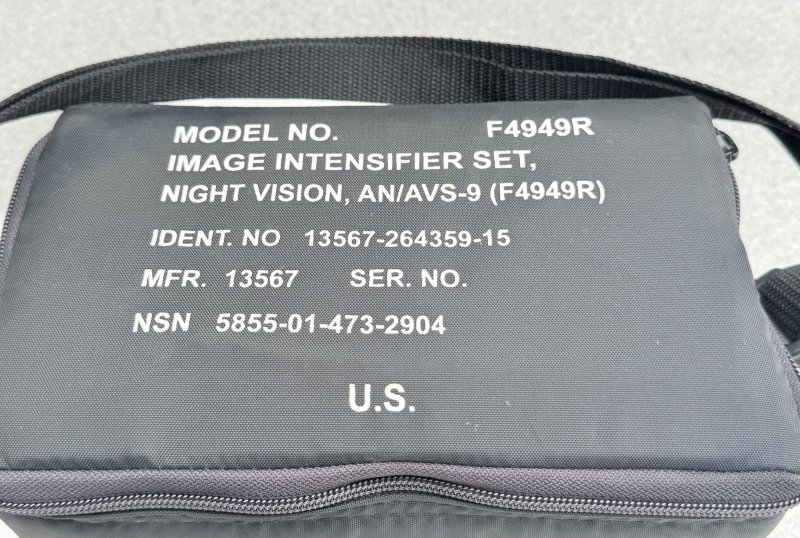 MODEL NO. F4949R
IMAGE INTENSIFIER SET,
NIGHT VISION, AN/AVS-9 (F4949R)
IDENT. NO 13567-264359-15
MFR. 13567 SER. NO.
NSN 5855-01-473-2904
U.S.